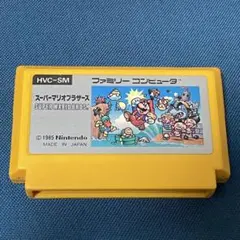 HVC-SM
ファミリー コンピュータ
スーパーマリオブラザーズ
SUPER MARIO BROS.
© 1985 Nintendo
MADE IN JAPAN